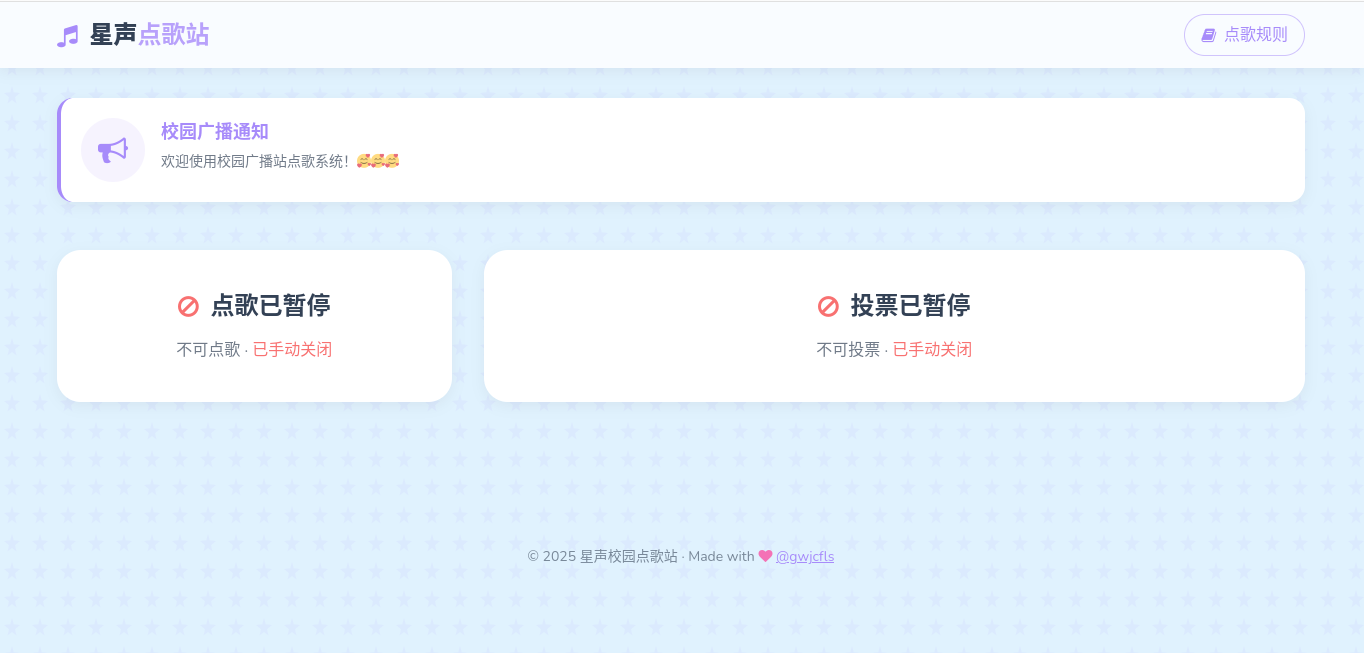 星声点歌站
点歌规则
校园广播通知
欢迎使用校园广播站点歌系统！🥰🥰🥰
点歌已暂停
不可点歌 · 已手动关闭
投票已暂停
不可投票 · 已手动关闭
© 2025 星声校园点歌站 · Made with ❤ @gwjcfls